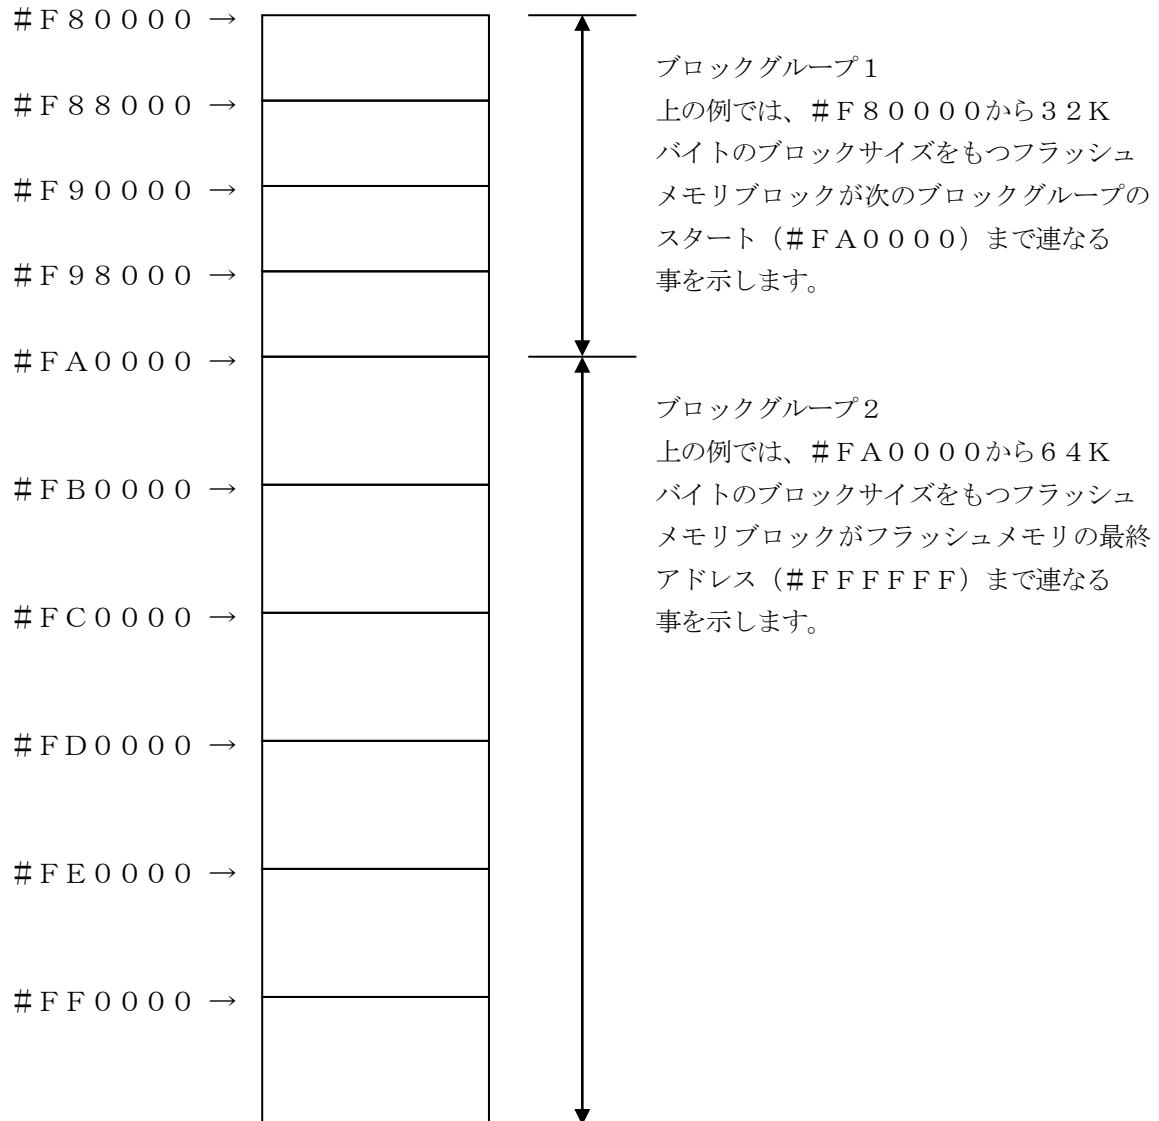 ＃Ｆ８００００ →
＃Ｆ８８０００ →
＃Ｆ９００００ →
＃Ｆ９８０００ →
＃ＦＡ００００ →
＃ＦＢ００００ →
＃ＦＣ００００ →
＃ＦＤ００００ →
＃ＦＥ００００ →
＃ＦＦ００００ →
ブロックグループ１
上の例では、＃Ｆ８００００から３２Ｋ
バイトのブロックサイズをもつフラッシュ
メモリブロックが次のブロックグループの
スタート（＃ＦＡ００００）まで連なる
事を示します。
ブロックグループ２
上の例では、＃ＦＡ００００から６４Ｋ
バイトのブロックサイズをもつフラッシュ
メモリブロックがフラッシュメモリの最終
アドレス（＃ＦＦＦＦＦＦ）まで連なる
事を示します。